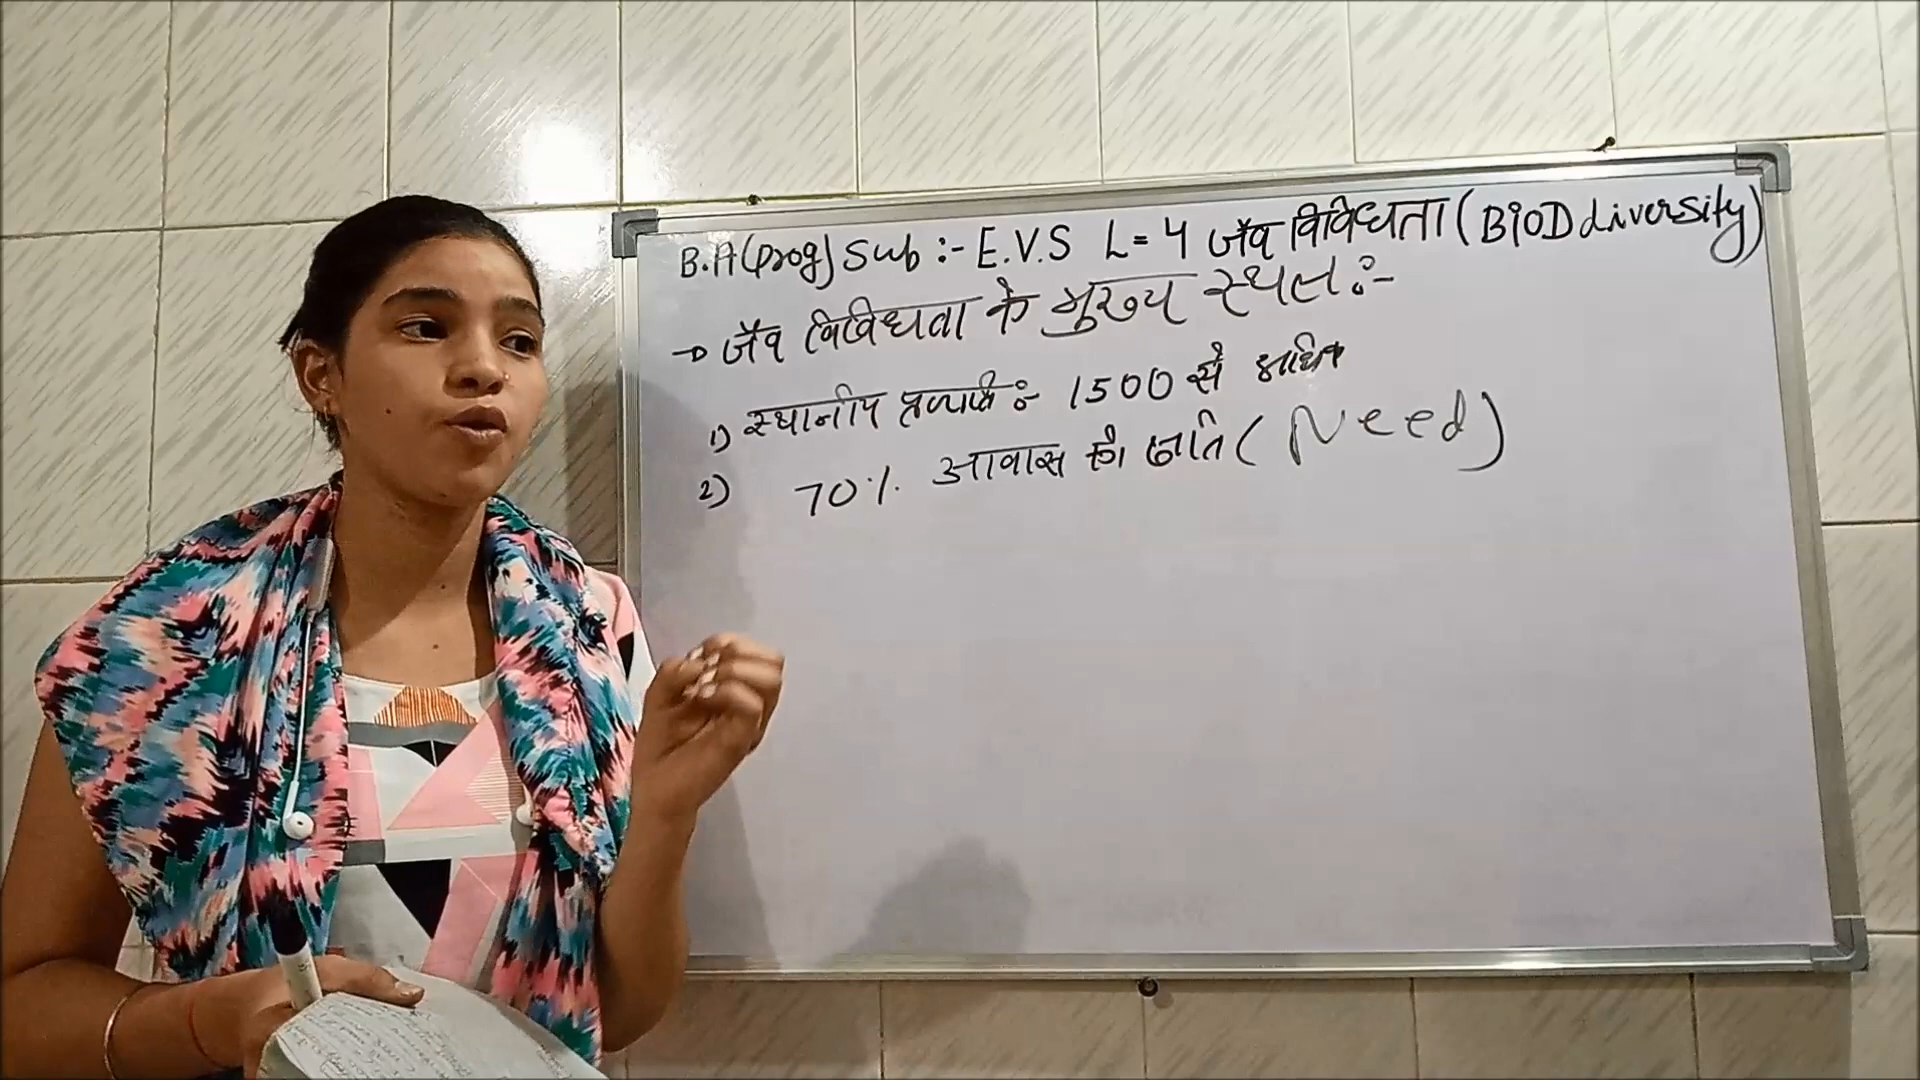 B.A(prog) Sub :- E.V.S L=4 जैव विविधता (BiODdiversity)
→ जैव विविधता के मुख्य स्थल :-
1) स्थानीय प्रजाति :- 1500 से अधिक
2) 70% आवास की क्षति ( Need )